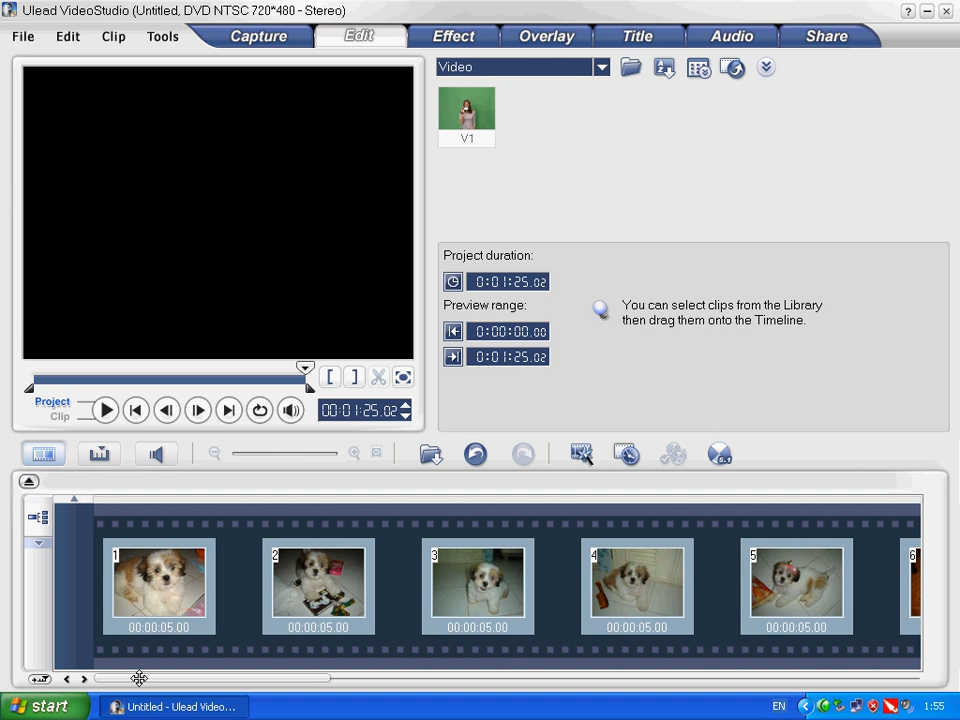 Ulead VideoStudio (Untitled, DVD NTSC 720*480 - Stereo)
File Edit Clip Tools Capture Edit Effect Overlay Title Audio Share
Video
V1
Project duration:
0:01:25.02
Preview range:
0:00:00.00
0:01:25.02
You can select clips from the Library
then drag them onto the Timeline.
Project
Clip
00:01:25.02
5.1
1 2 3 4 5 6
00:00:05.00 00:00:05.00 00:00:05.00 00:00:05.00 00:00:05.00
start Untitled - Ulead Video... EN 1:55